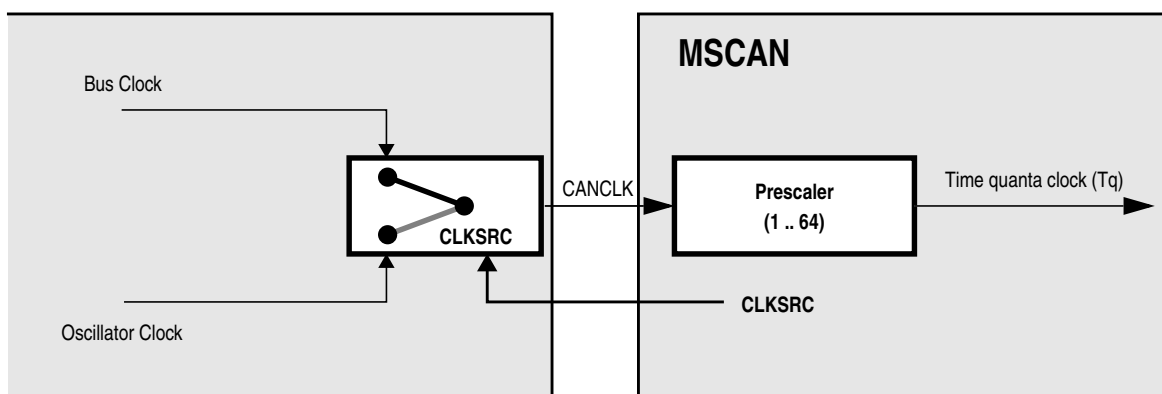 MSCAN
Bus Clock
CANCLK
Prescaler
(1 .. 64)
Time quanta clock (Tq)
CLKSRC
CLKSRC
Oscillator Clock